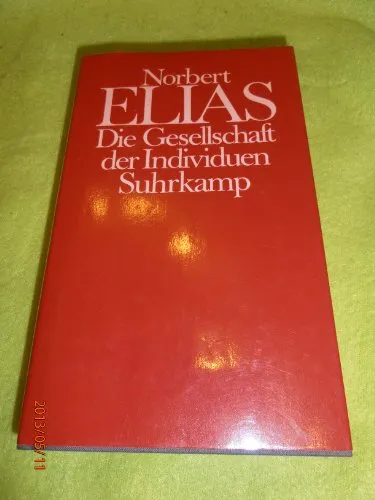 Norbert
ELIAS
Die Gesellschaft
der Individuen
Suhrkamp
2013/05/11